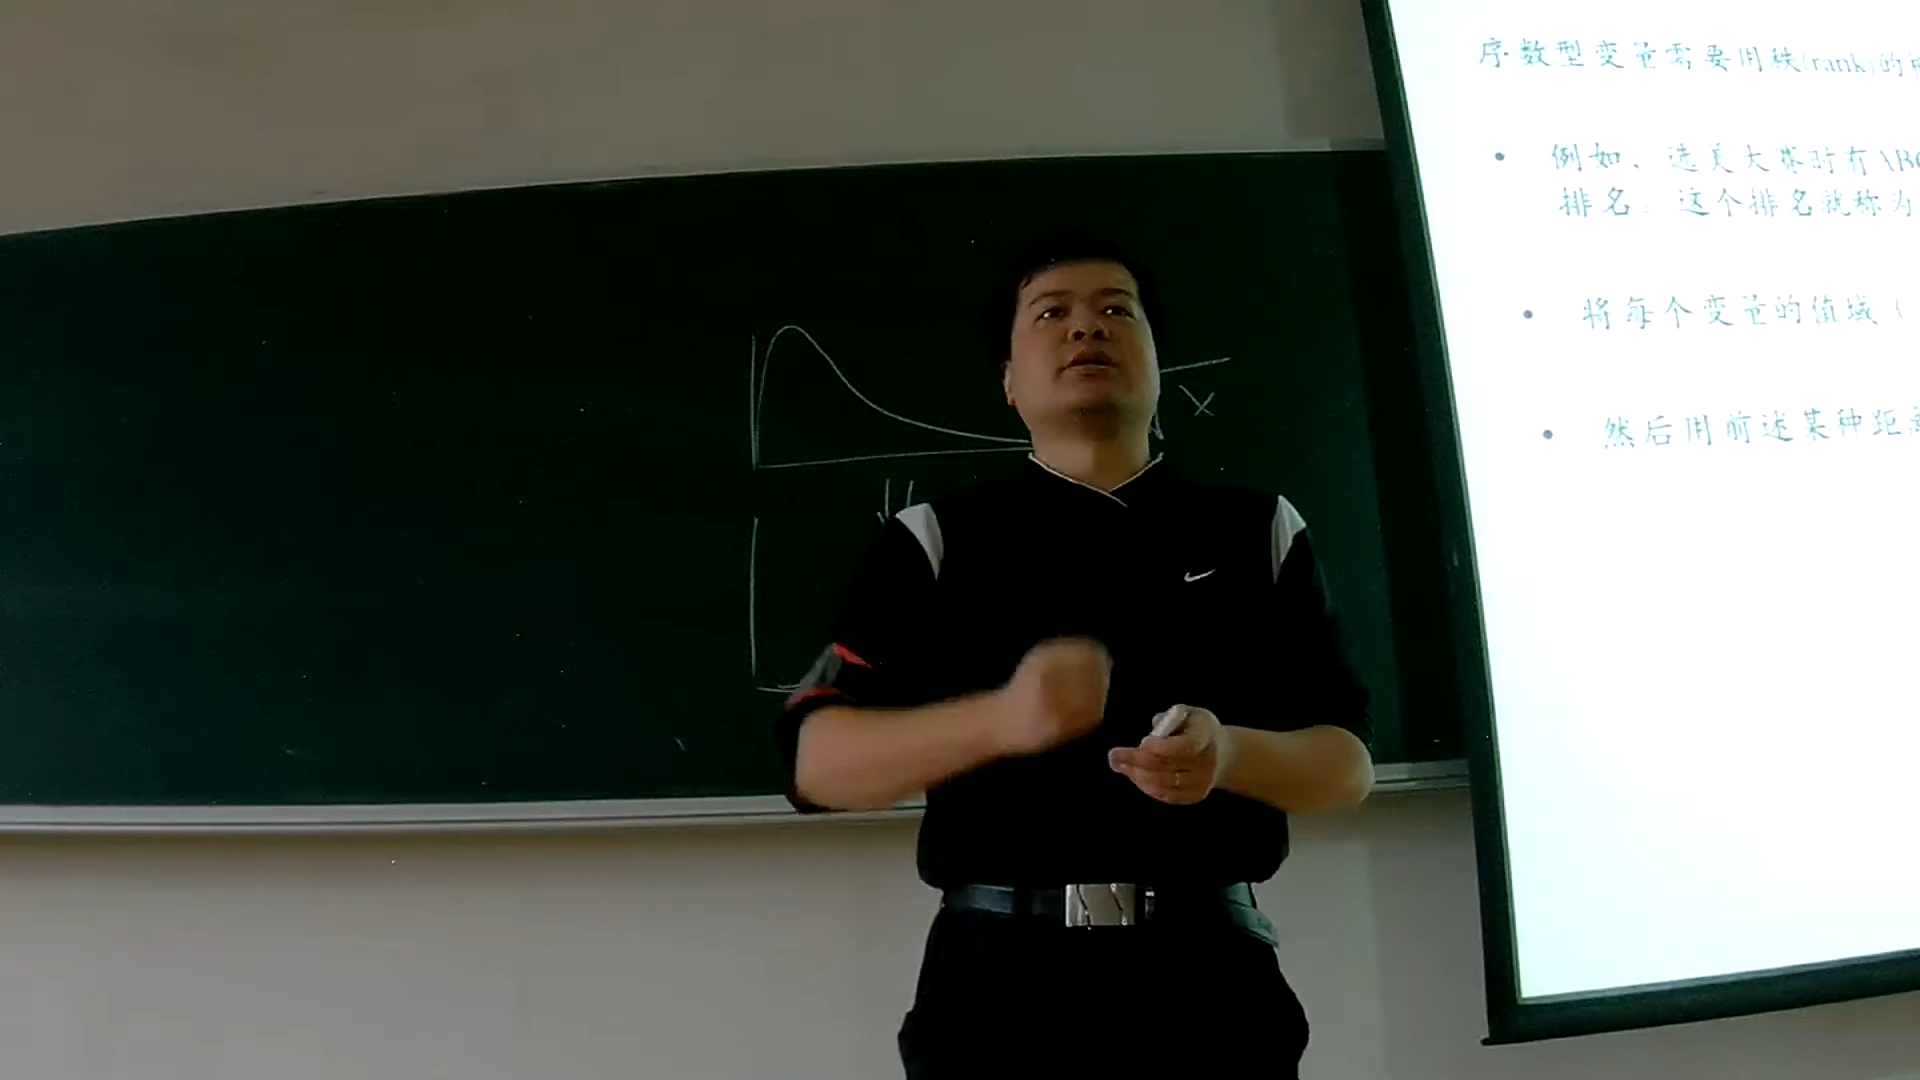 序数型变量需要用秩(rank)的
例如、选美大赛时有AB
排名。这个排名就称为
将每个变量的值域（
然后用前述某种距
X